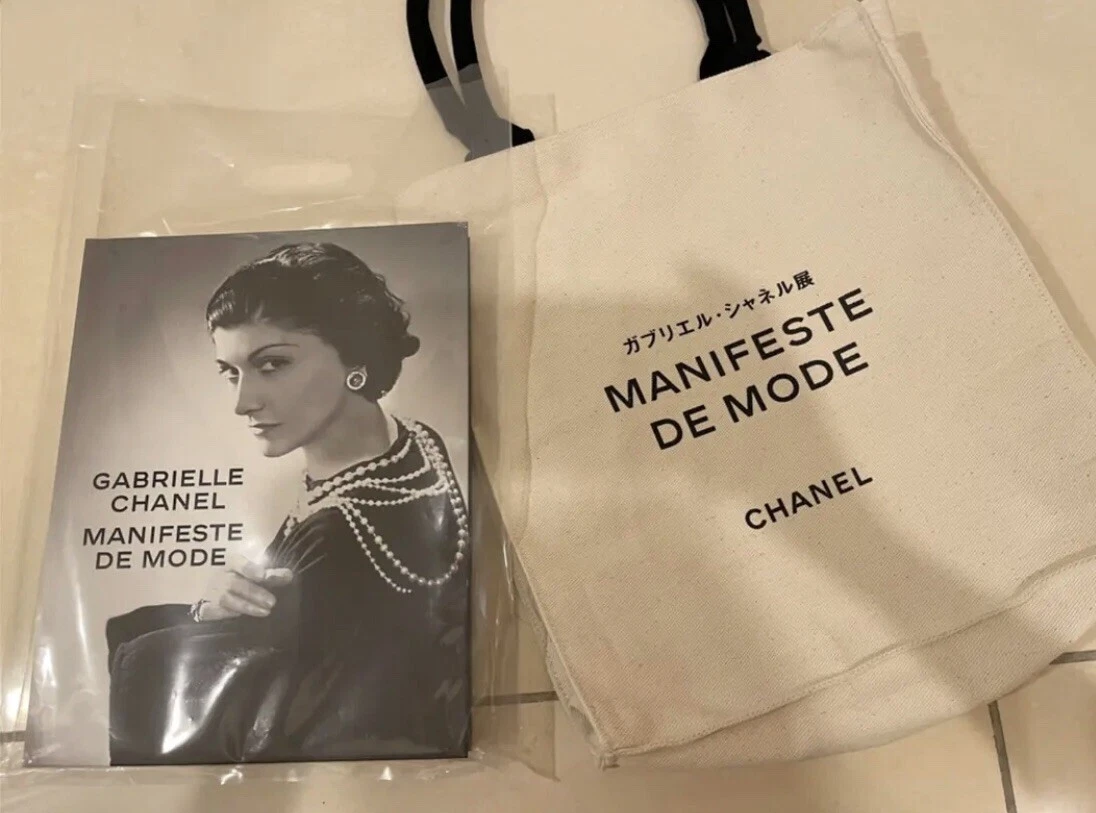 GABRIELLE
CHANEL
MANIFESTE
DE MODE
ガブリエル・シャネル展
MANIFESTE
DE MODE
CHANEL